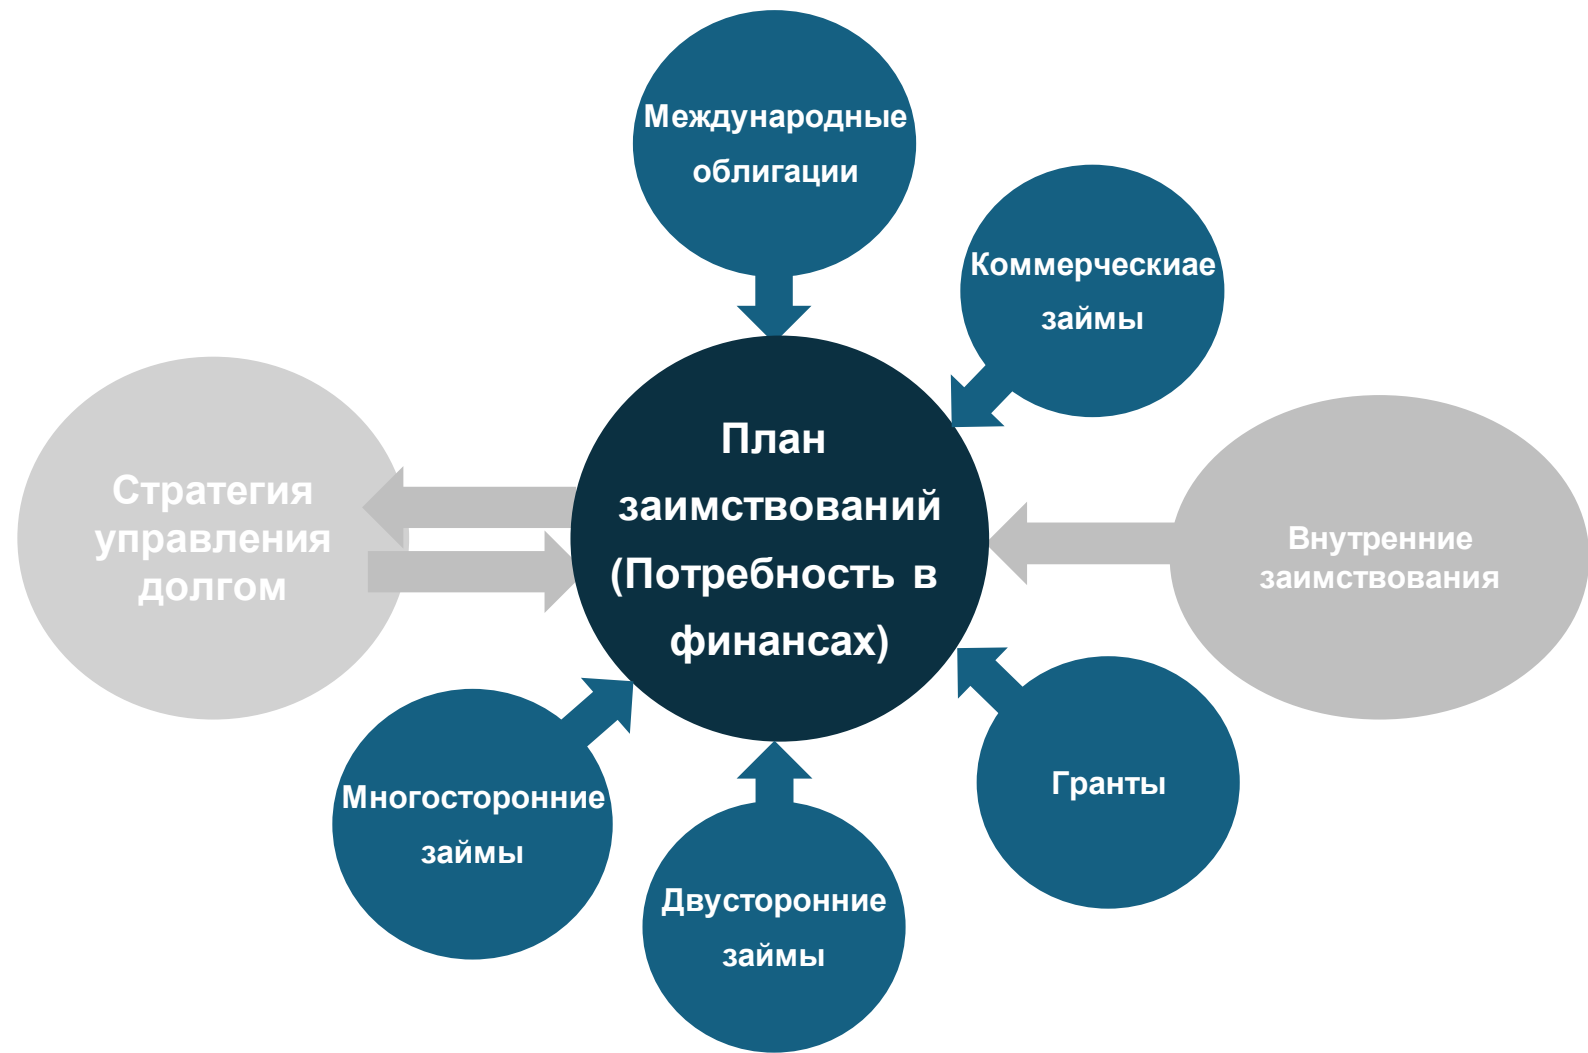 Международные
облигации
Коммерческиае
займы
План
заимствований
(Потребность в
финансах)
Стратегия
управления
долгом
Внутренние
заимствования
Многосторонние
займы
Двусторонние
займы
Гранты